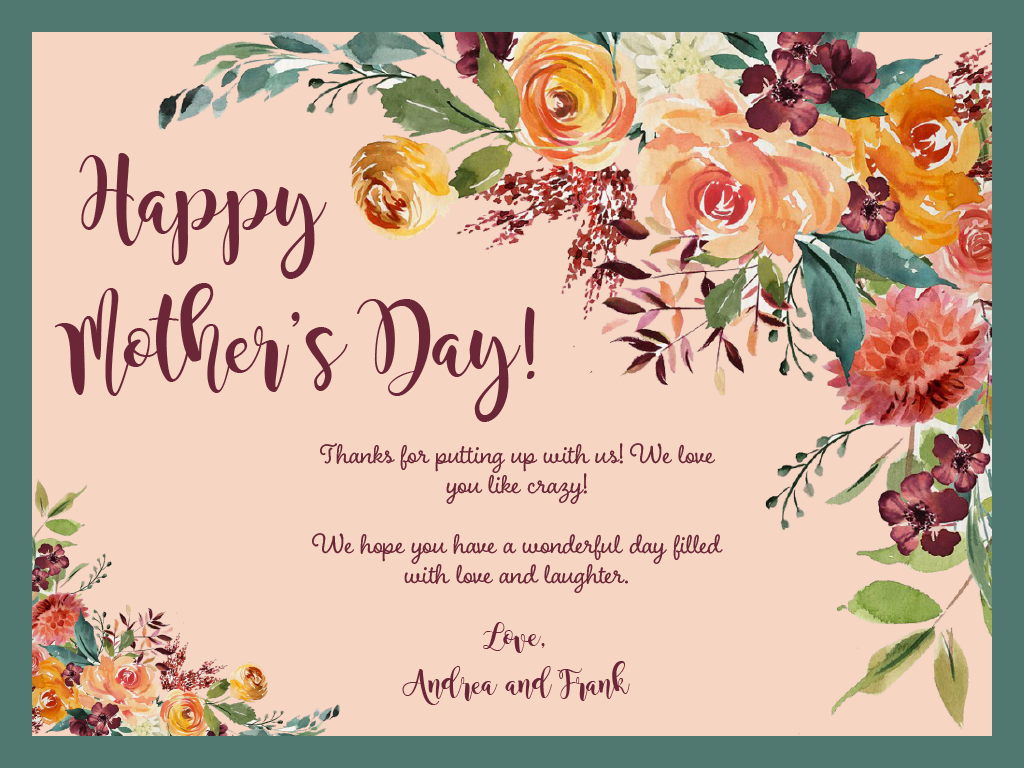 Happy
Mother's Day!
Thanks for putting up with us! We love
you like crazy!
We hope you have a wonderful day filled
with love and laughter.
Love,
Andrea and Frank